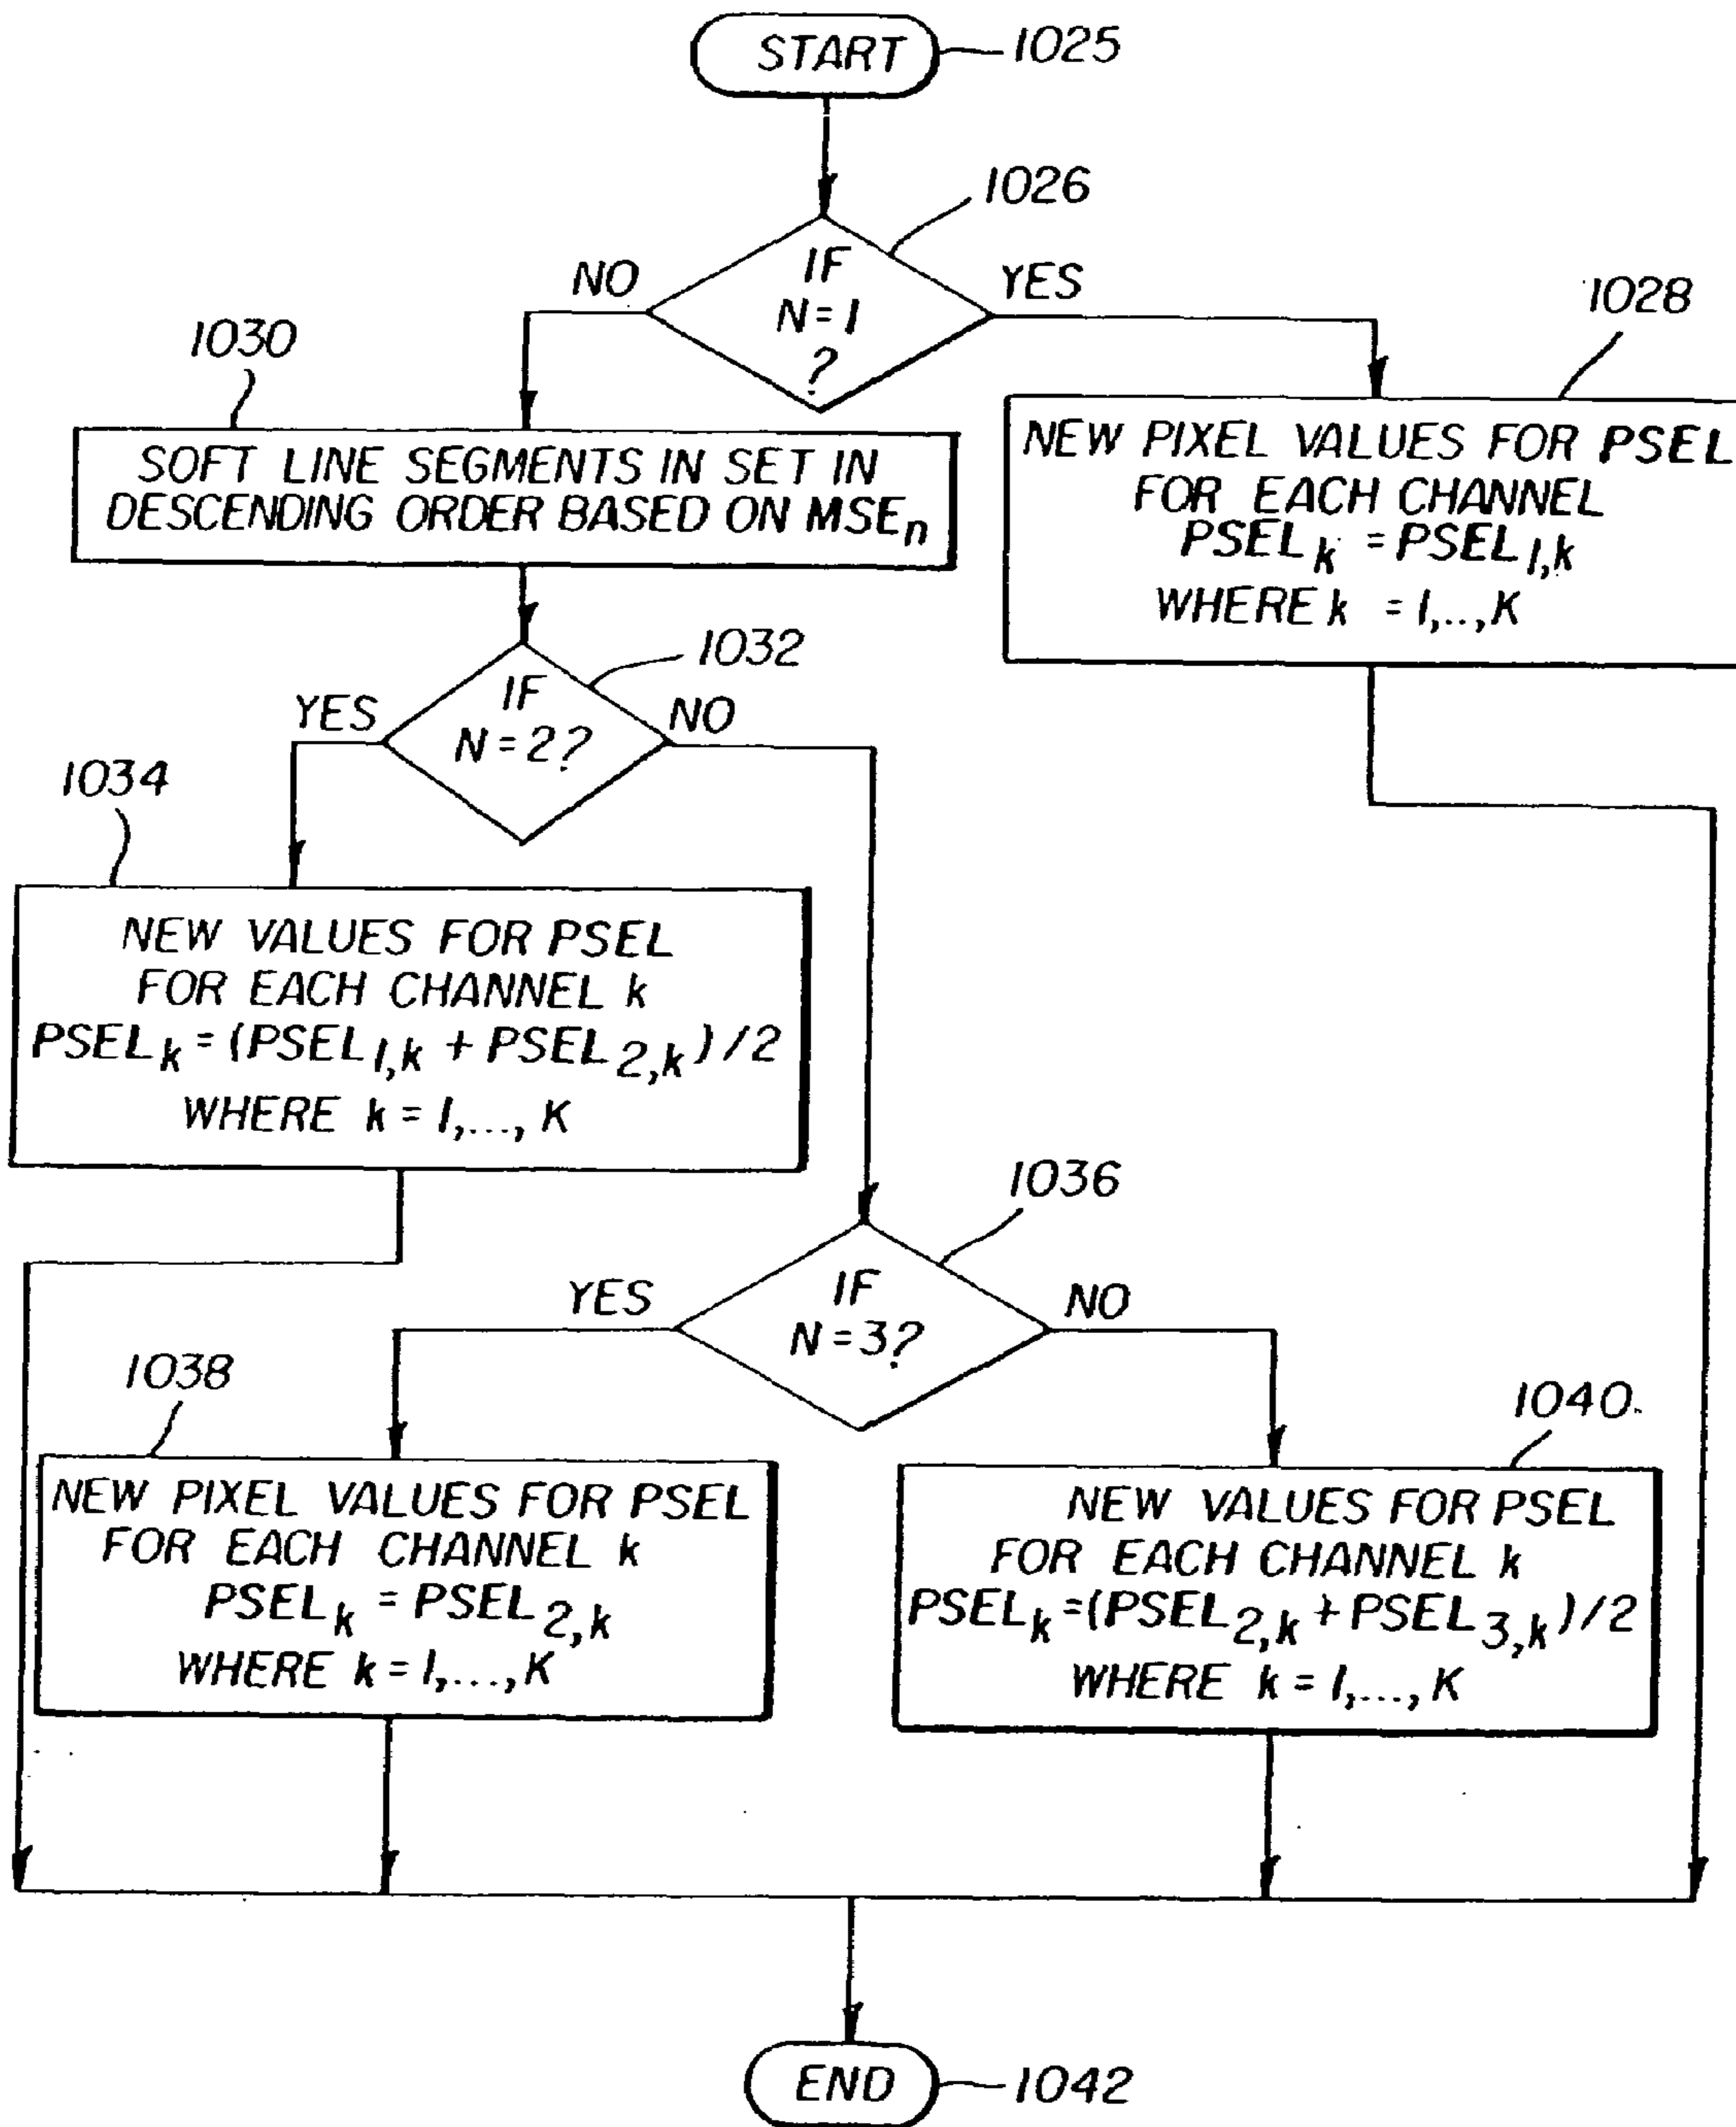 START
1025
1026
IF
N=1
?
NO
YES
1028
1030
SOFT LINE SEGMENTS IN SET IN
DESCENDING ORDER BASED ON MSEₙ
NEW PIXEL VALUES FOR PSEL
FOR EACH CHANNEL
PSELₖ = PSEL₁,ₖ
WHERE k = 1,..,K
1032
IF
N=2?
YES
NO
1034
NEW VALUES FOR PSEL
FOR EACH CHANNEL k
PSELₖ = (PSEL₁,ₖ + PSEL₂,ₖ)/2
WHERE k = 1,..., K
1036
IF
N=3?
YES
NO
1038
NEW PIXEL VALUES FOR PSEL
FOR EACH CHANNEL k
PSELₖ = PSEL₂,ₖ
WHERE k = 1,...,K
1040
NEW VALUES FOR PSEL
FOR EACH CHANNEL k
PSELₖ =(PSEL₂,ₖ + PSEL₃,ₖ)/2
WHERE k = 1,..., K
END
1042